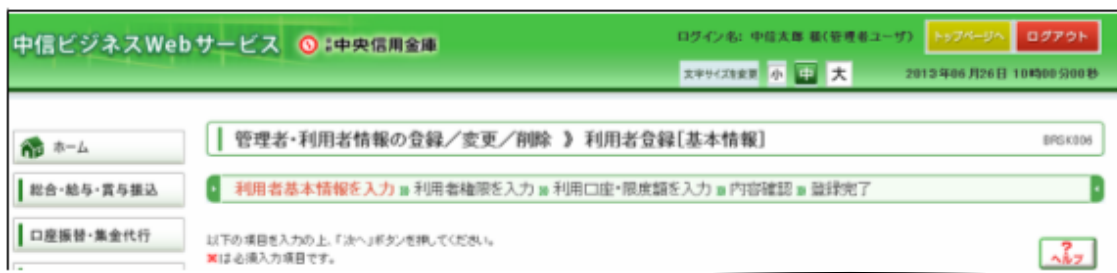 中信ビジネスWebサービス 京都中央信用金庫
ログイン名: 中信太郎 様(管理者ユーザ) トップページへ ログアウト
文字サイズを変更 小 中 大 2013年06月26日 10時00分00秒
ホーム
総合・給与・賞与振込
口座振替・集金代行
管理者・利用者情報の登録／変更／削除 》 利用者登録[基本情報] BRSK006
利用者基本情報を入力 » 利用者権限を入力 » 利用口座・限度額を入力 » 内容確認 » 登録完了
以下の項目を入力の上、「次へ」ボタンを押してください。
※は必須入力項目です。
? ヘルプ